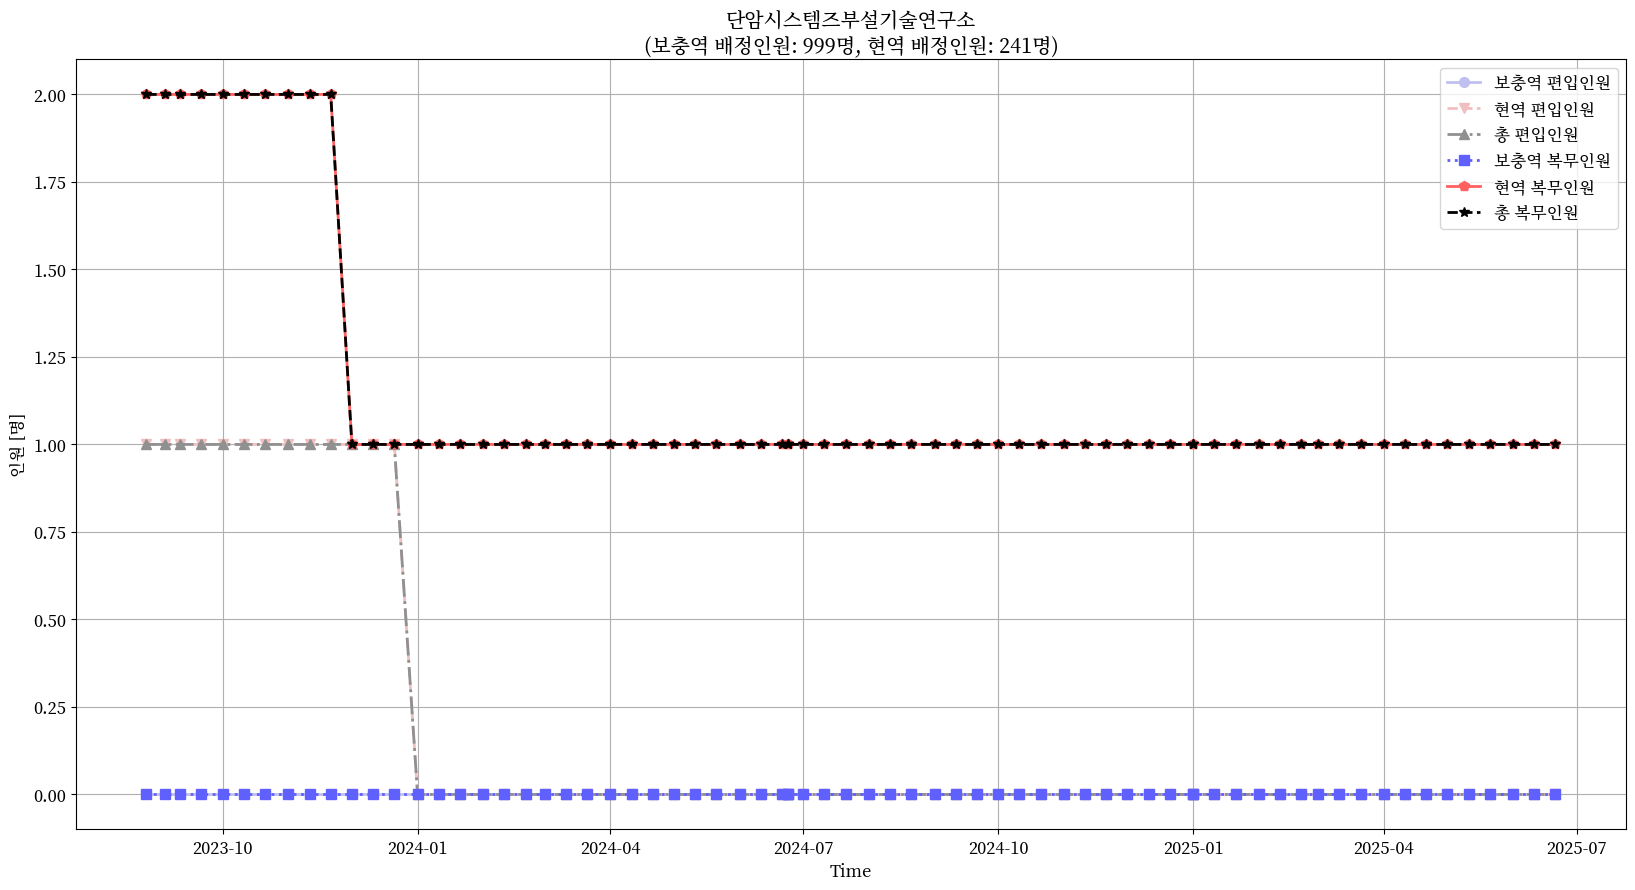 단암시스템즈부설기술연구소
(보충역 배정인원: 999명, 현역 배정인원: 241명)
보충역 편입인원
현역 편입인원
총 편입인원
보충역 복무인원
현역 복무인원
총 복무인원
인원 [명]
2.00
1.75
1.50
1.25
1.00
0.75
0.50
0.25
0.00
2023-10
2024-01
2024-04
2024-07
2024-10
2025-01
2025-04
2025-07
Time